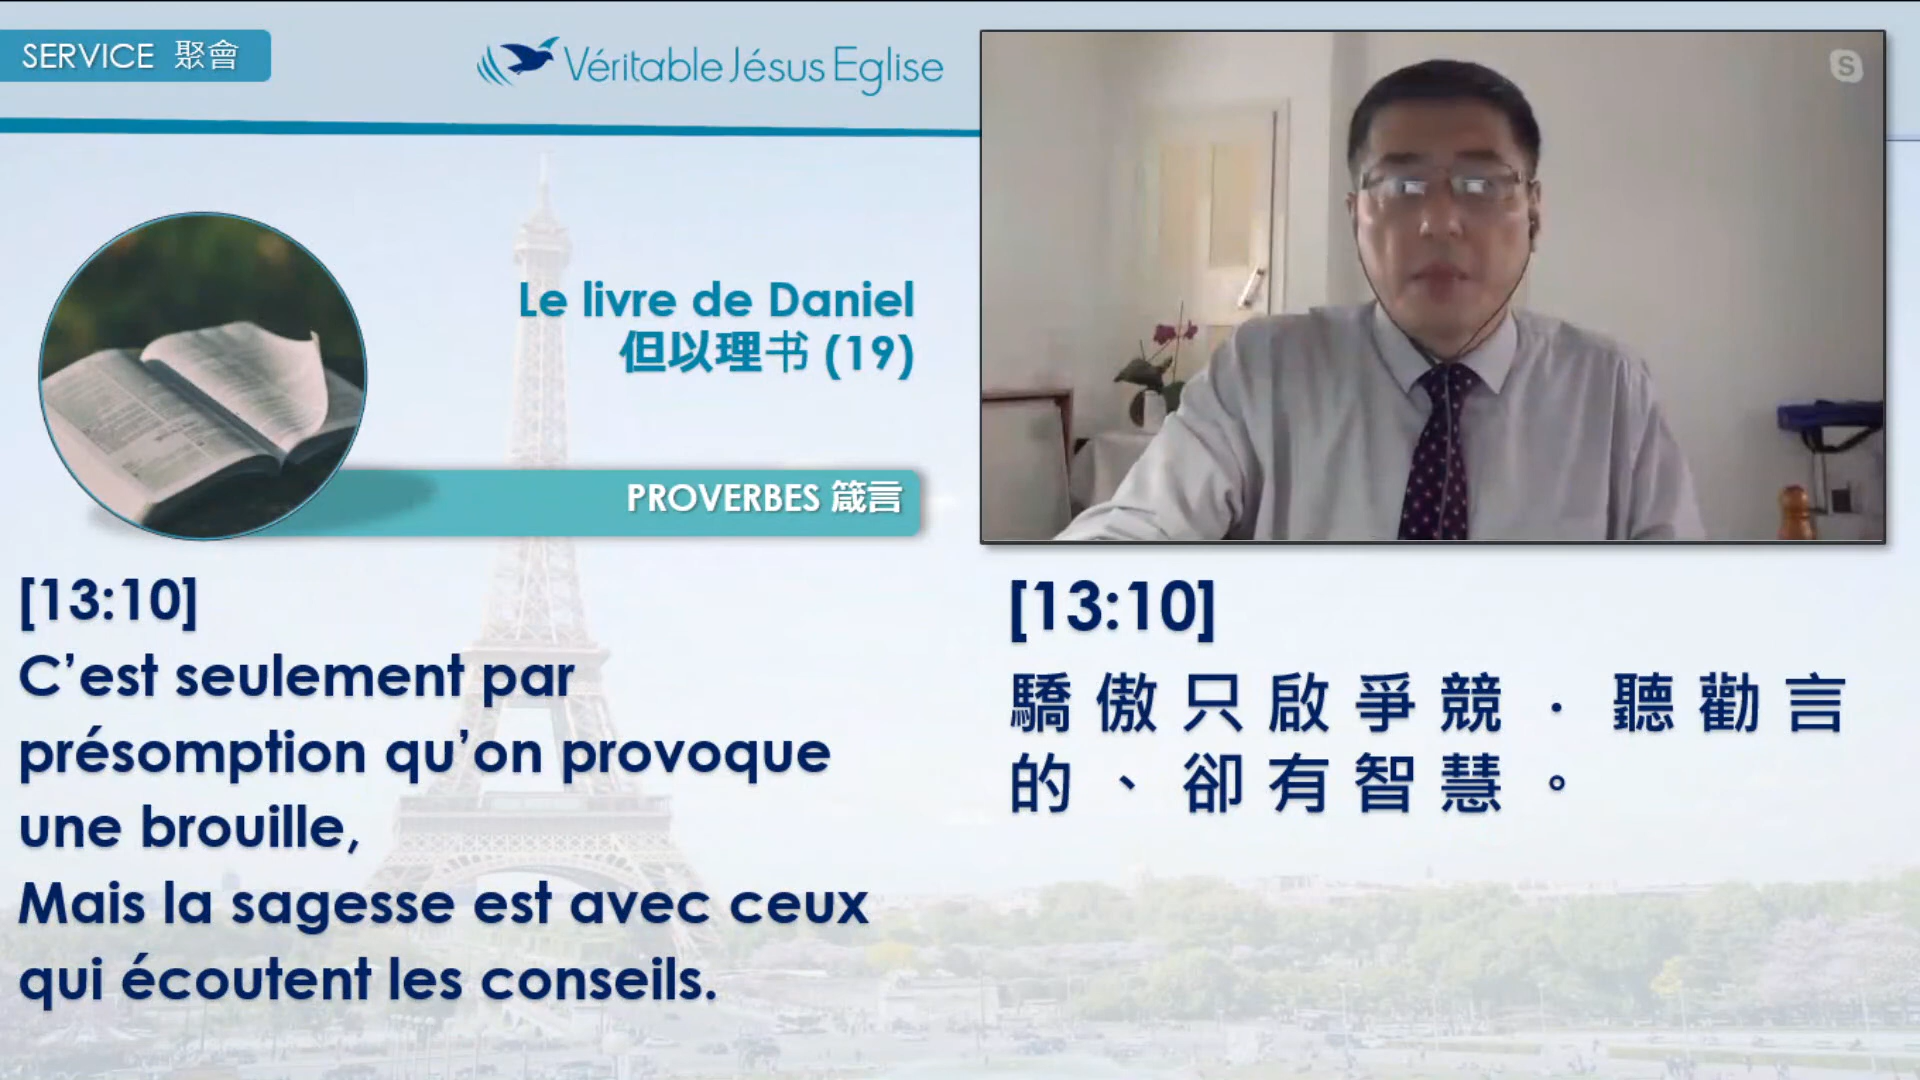 SERVICE 聚會
Véritable Jésus Eglise
Le livre de Daniel
但以理书 (19)
PROVERBES 箴言
[13:10]
C’est seulement par
présomption qu’on provoque
une brouille,
Mais la sagesse est avec ceux
qui écoutent les conseils.
[13:10]
驕傲只啟爭競．聽勸言
的、卻有智慧。